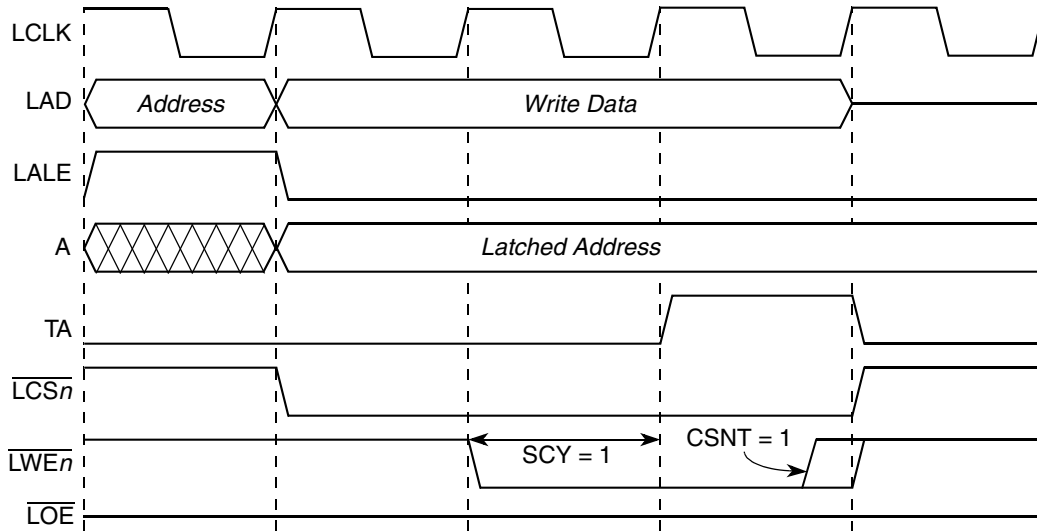 LCLK
LAD Address Write Data
LALE
A Latched Address
TA
LCSn
LWEn SCY = 1 CSNT = 1
LOE